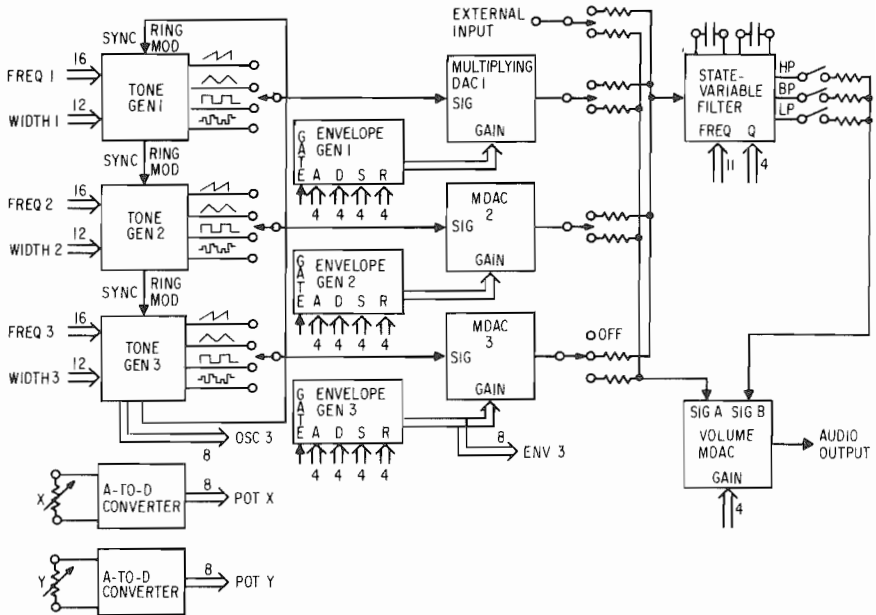 SYNC RING MOD
EXTERNAL INPUT
FREQ 1 16
WIDTH 1 12
TONE GEN 1
MULTIPLYING DAC 1
SIG
GAIN
GATE A D S R
ENVELOPE GEN 1
4 4 4 4
STATE-VARIABLE FILTER
FREQ Q
11 4
HP
BP
LP
SYNC RING MOD
FREQ 2 16
WIDTH 2 12
TONE GEN 2
MDAC 2
SIG
GAIN
GATE A D S R
ENVELOPE GEN 2
4 4 4 4
SYNC RING MOD
FREQ 3 16
WIDTH 3 12
TONE GEN 3
MDAC 3
SIG
GAIN
OFF
GATE A D S R
ENVELOPE GEN 3
4 4 4 4
8 OSC 3
8 ENV 3
SIG A SIG B
VOLUME MDAC
GAIN
4
AUDIO OUTPUT
X
A-TO-D CONVERTER
8 POT X
Y
A-TO-D CONVERTER
8 POT Y